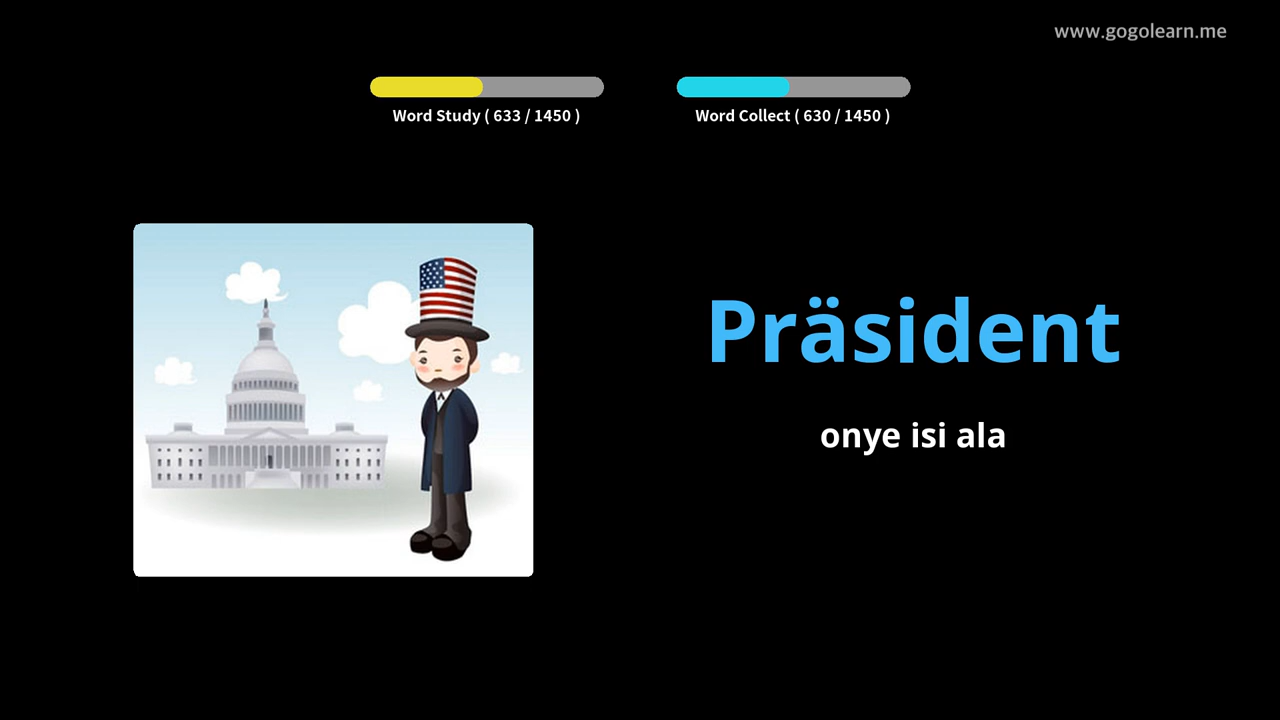 www.gogolearn.me
Word Study ( 633 / 1450 )
Word Collect ( 630 / 1450 )
Präsident
onye isi ala